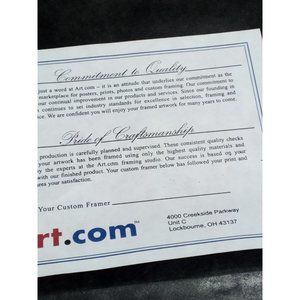 Commitment to Quality
just a word at Art.com – it is an attitude that underlies our commitment as the
marketplace for posters, prints, photos and custom framing. Our commitment to
our continual improvement in our products and services. Since our founding in
continues to set industry standards for excellence in selection, framing and
e. We are confident you will enjoy your framed artwork for many years to come.
Pride of Craftsmanship
production is carefully planned and supervised. These consistent quality checks
your artwork has been framed using only the highest quality materials and
by the experts at the Art.com framing studio. Our success is based on your
with our finished product. Your custom framer below has followed your print and
area your satisfaction.
Your Custom Framer
rt.com™
4000 Creekside Parkway
Unit C
Lockbourne, OH 43137